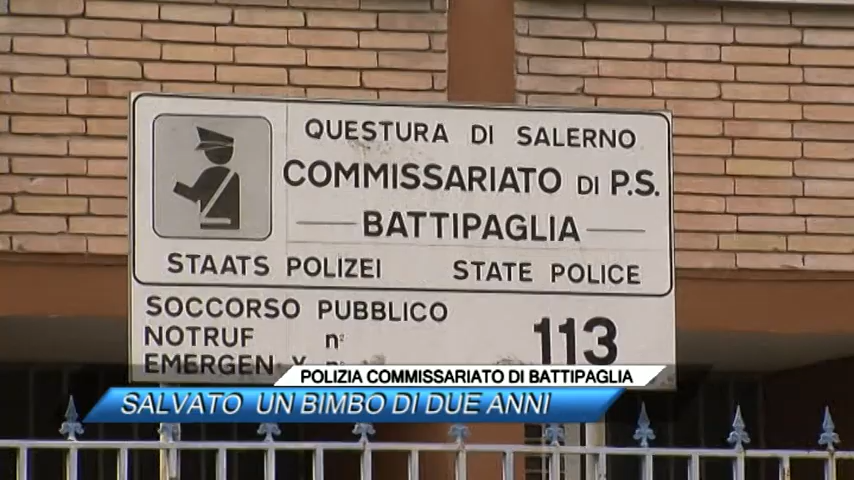 QUESTURA DI SALERNO
COMMISSARIATO DI P.S.
BATTIPAGLIA
STAATS POLIZEI STATE POLICE
SOCCORSO PUBBLICO
NOTRUF n° 113
POLIZIA COMMISSARIATO DI BATTIPAGLIA
SALVATO UN BIMBO DI DUE ANNI